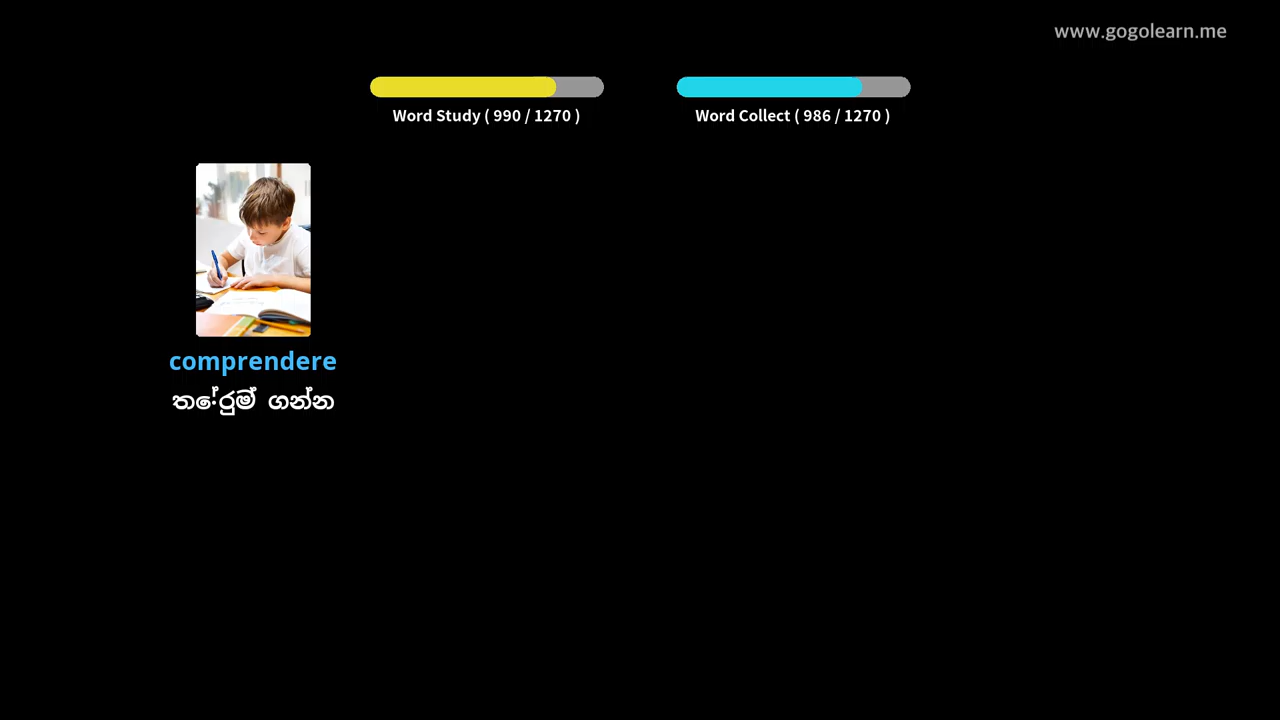 www.gogolearn.me
Word Study ( 990 / 1270 )
Word Collect ( 986 / 1270 )
comprendere
තේරුම් ගන්න